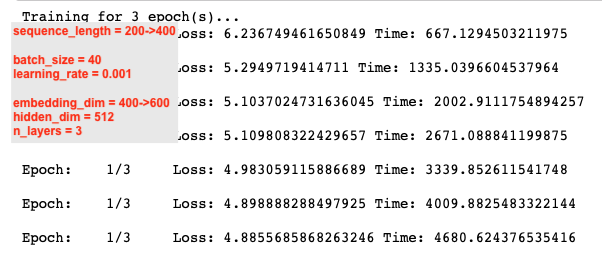 Training for 3 epoch(s)...
sequence_length = 200->400
Loss: 6.236749461650849 Time: 667.1294503211975
batch_size = 40
Loss: 5.2949719414711 Time: 1335.0396604537964
learning_rate = 0.001
embedding_dim = 400->600
Loss: 5.1037024731636045 Time: 2002.9111754894257
hidden_dim = 512
n_layers = 3
Loss: 5.109808322429657 Time: 2671.088841199875
Epoch: 1/3 Loss: 4.983059115886689 Time: 3339.852611541748
Epoch: 1/3 Loss: 4.898888288497925 Time: 4009.8825483322144
Epoch: 1/3 Loss: 4.8855685868263246 Time: 4680.624376535416